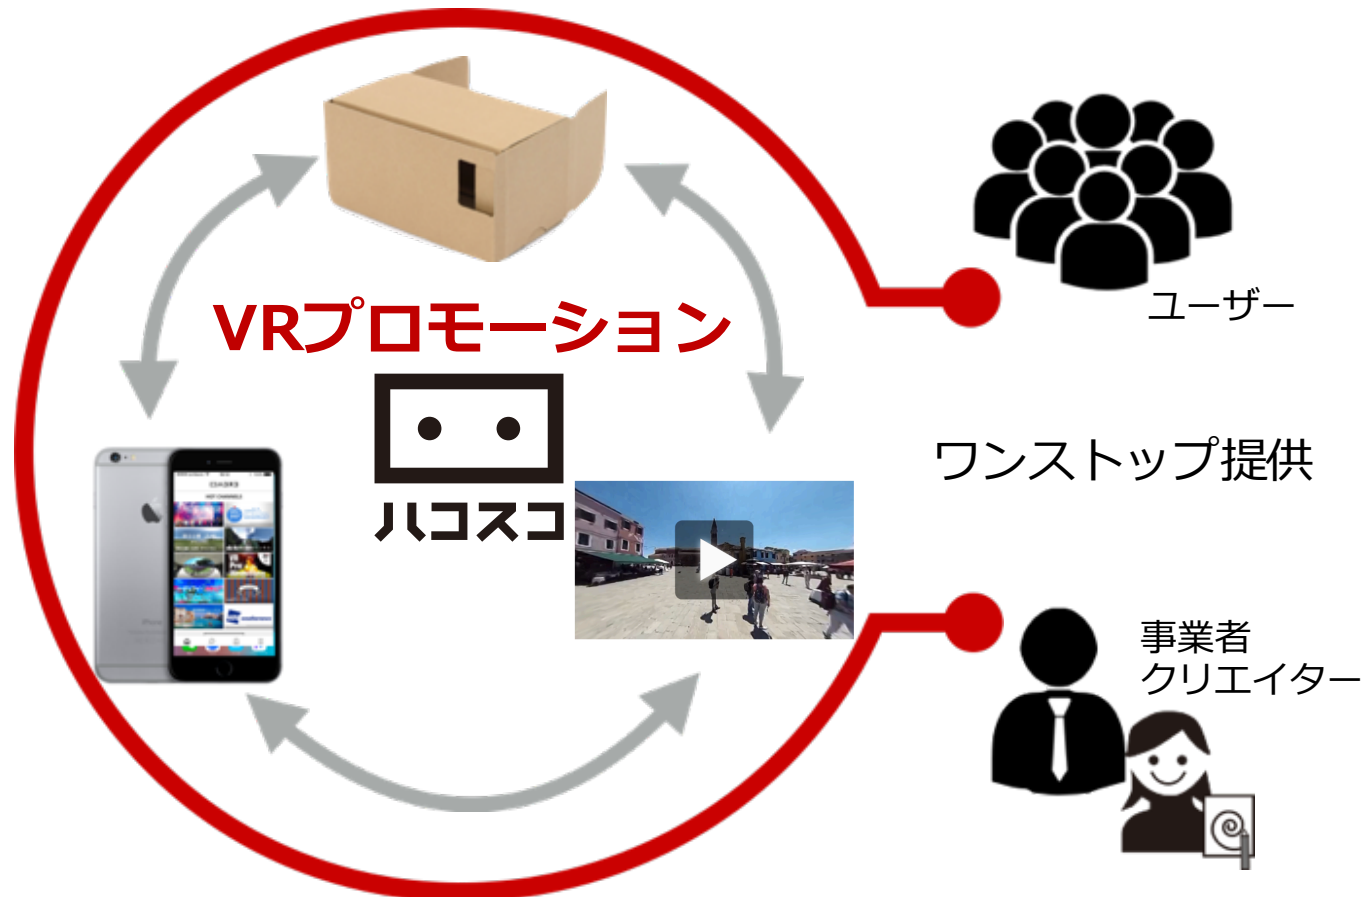 ユーザー
VRプロモーション
ハコスコ
ワンストップ提供
事業者
クリエイター